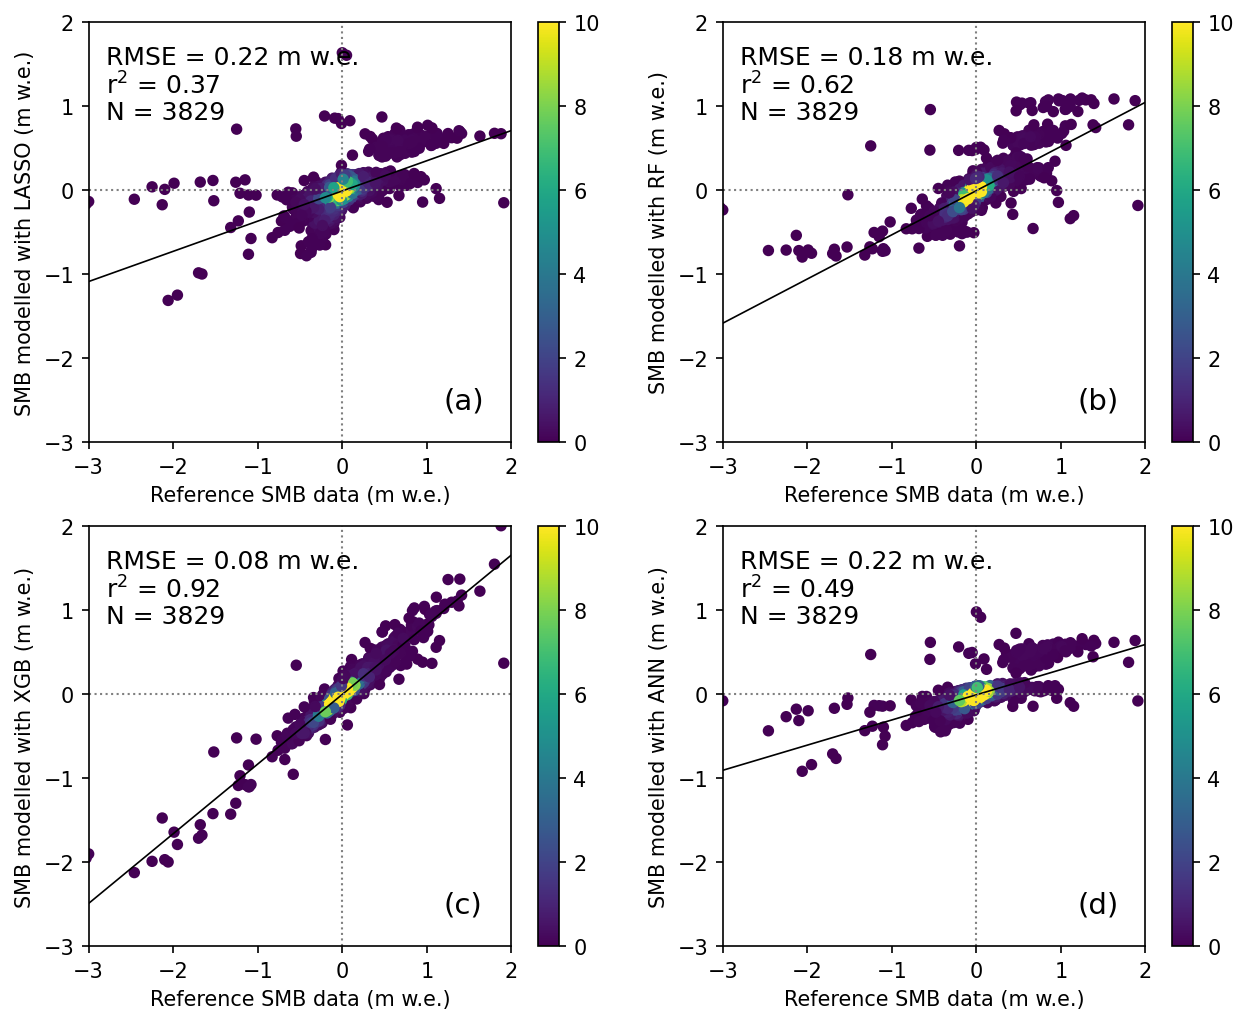 SMB modelled with LASSO (m w.e.)
2
1
0
−1
−2
−3
RMSE = 0.22 m w.e.
r² = 0.37
N = 3829
(a)
−3 −2 −1 0 1 2
Reference SMB data (m w.e.)
10
8
6
4
2
0
SMB modelled with RF (m w.e.)
2
1
0
−1
−2
−3
RMSE = 0.18 m w.e.
r² = 0.62
N = 3829
(b)
−3 −2 −1 0 1 2
Reference SMB data (m w.e.)
10
8
6
4
2
0
SMB modelled with XGB (m w.e.)
2
1
0
−1
−2
−3
RMSE = 0.08 m w.e.
r² = 0.92
N = 3829
(c)
−3 −2 −1 0 1 2
Reference SMB data (m w.e.)
10
8
6
4
2
0
SMB modelled with ANN (m w.e.)
2
1
0
−1
−2
−3
RMSE = 0.22 m w.e.
r² = 0.49
N = 3829
(d)
−3 −2 −1 0 1 2
Reference SMB data (m w.e.)
10
8
6
4
2
0